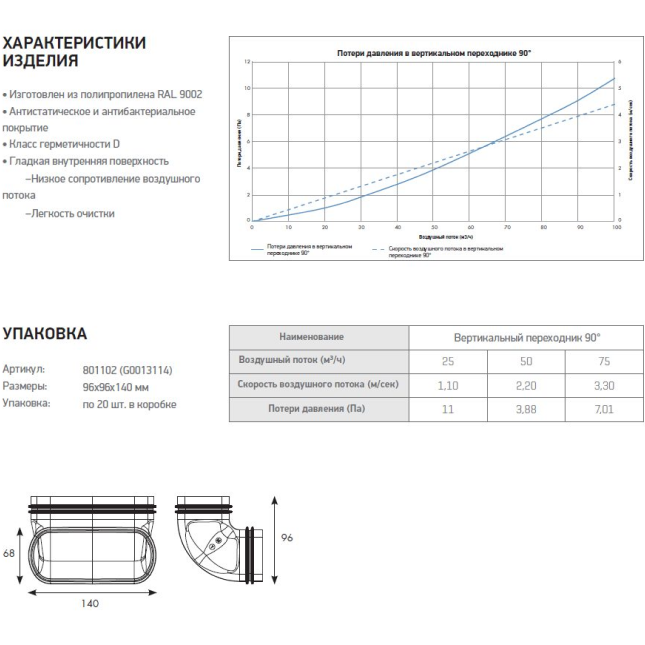 ХАРАКТЕРИСТИКИ
ИЗДЕЛИЯ
• Изготовлен из полипропилена RAL 9002
• Антистатическое и антибактериальное
покрытие
• Класс герметичности D
• Гладкая внутренняя поверхность
–Низкое сопротивление воздушного
потока
–Легкость очистки
Потери давления в вертикальном переходнике 90°
Потери давления (Па)
12
10
8
6
4
2
0
6
5
4
3
2
1
0
Скорость воздушного потока (м/сек)
0 10 20 30 40 50 60 70 80 90 100
Воздушный поток (м3/ч)
Потери давления в вертикальном
переходнике 90°
Скорость воздушного потока в вертикальном
переходнике 90°
УПАКОВКА
Артикул: 801102 (G0013114)
Размеры: 96x96x140 мм
Упаковка: по 20 шт. в коробке
Наименование Вертикальный переходник 90°
Воздушный поток (м³/ч) 25 50 75
Скорость воздушного потока (м/сек) 1,10 2,20 3,30
Потери давления (Па) 11 3,88 7,01
68
140
96